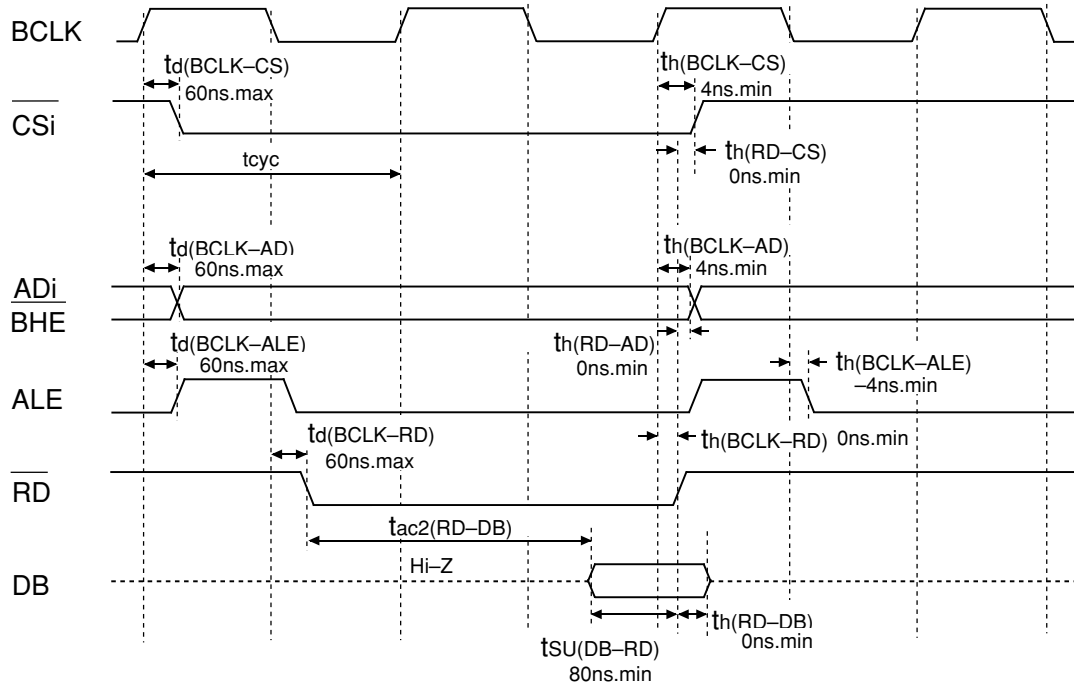 BCLK
td(BCLK–CS)
60ns.max
th(BCLK–CS)
4ns.min
CSi
tcyc
th(RD–CS)
0ns.min
td(BCLK–AD)
60ns.max
th(BCLK–AD)
4ns.min
ADi
BHE
td(BCLK–ALE)
60ns.max
th(RD–AD)
0ns.min
th(BCLK–ALE)
–4ns.min
ALE
td(BCLK–RD)
60ns.max
th(BCLK–RD) 0ns.min
RD
tac2(RD–DB)
Hi–Z
DB
tSU(DB–RD)
80ns.min
th(RD–DB)
0ns.min